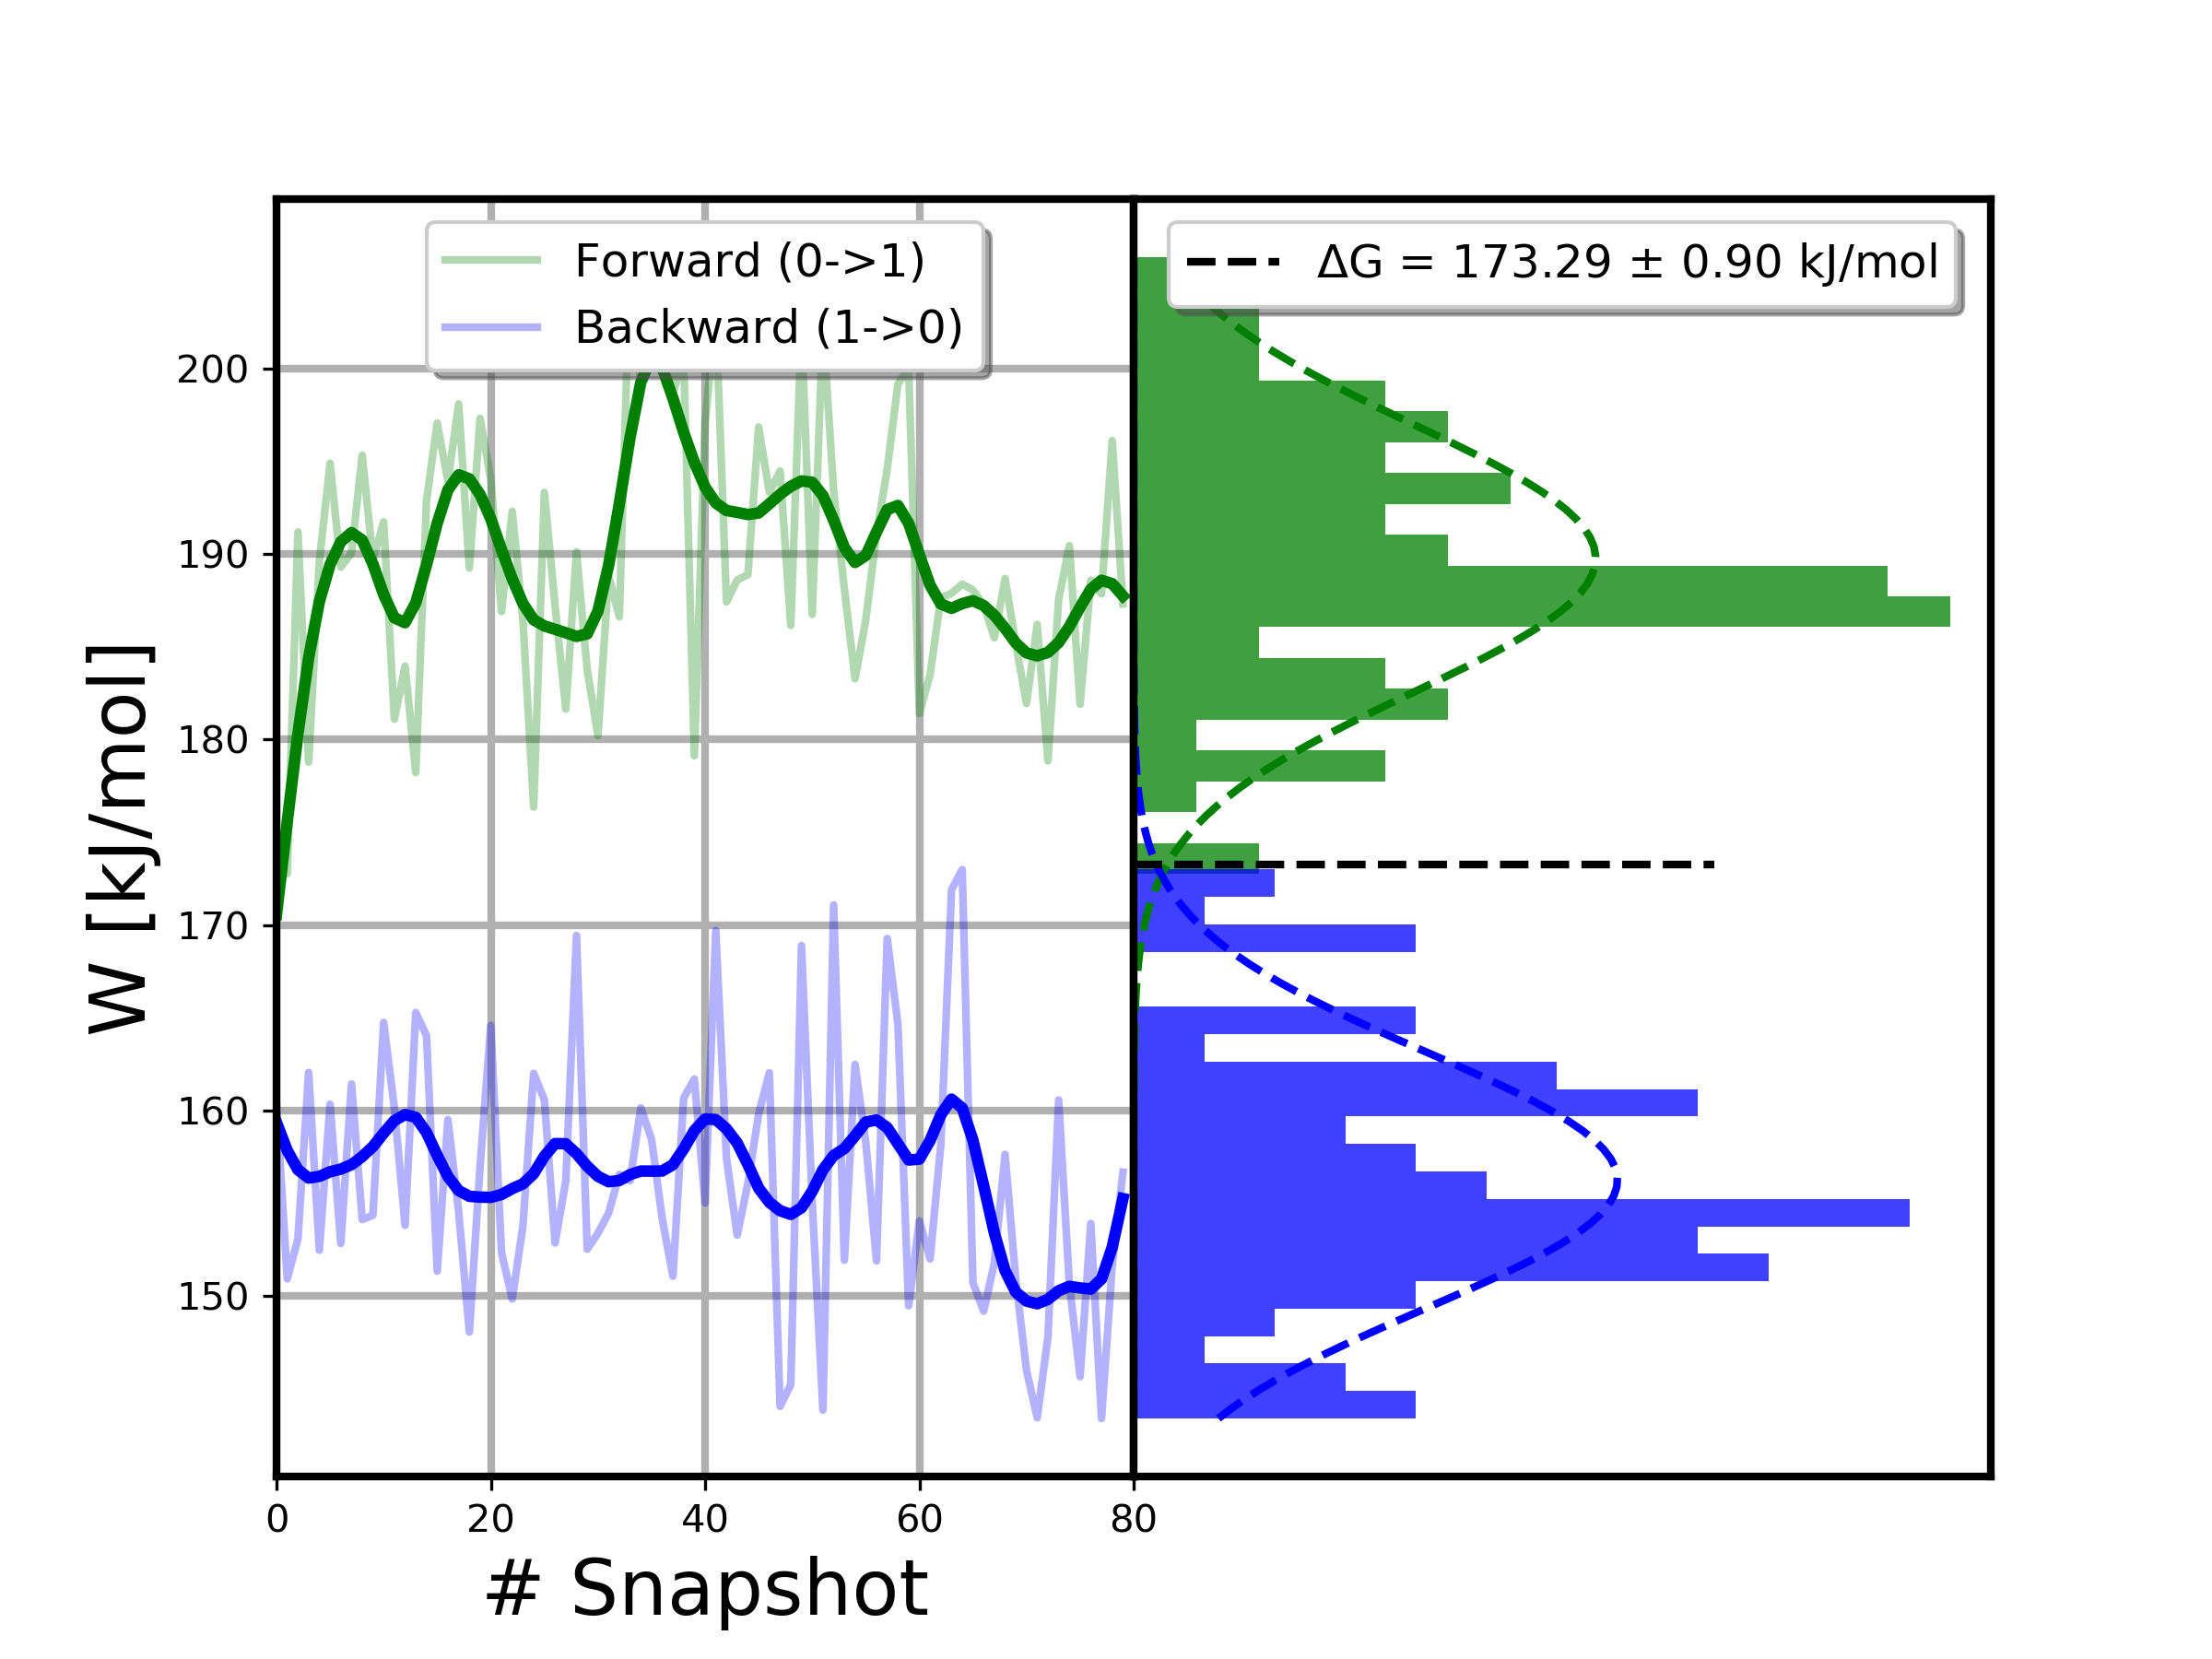 Forward (0->1)
Backward (1->0)
ΔG = 173.29 ± 0.90 kJ/mol
200
190
180
170
160
150
W [kJ/mol]
0 20 40 60 80
# Snapshot